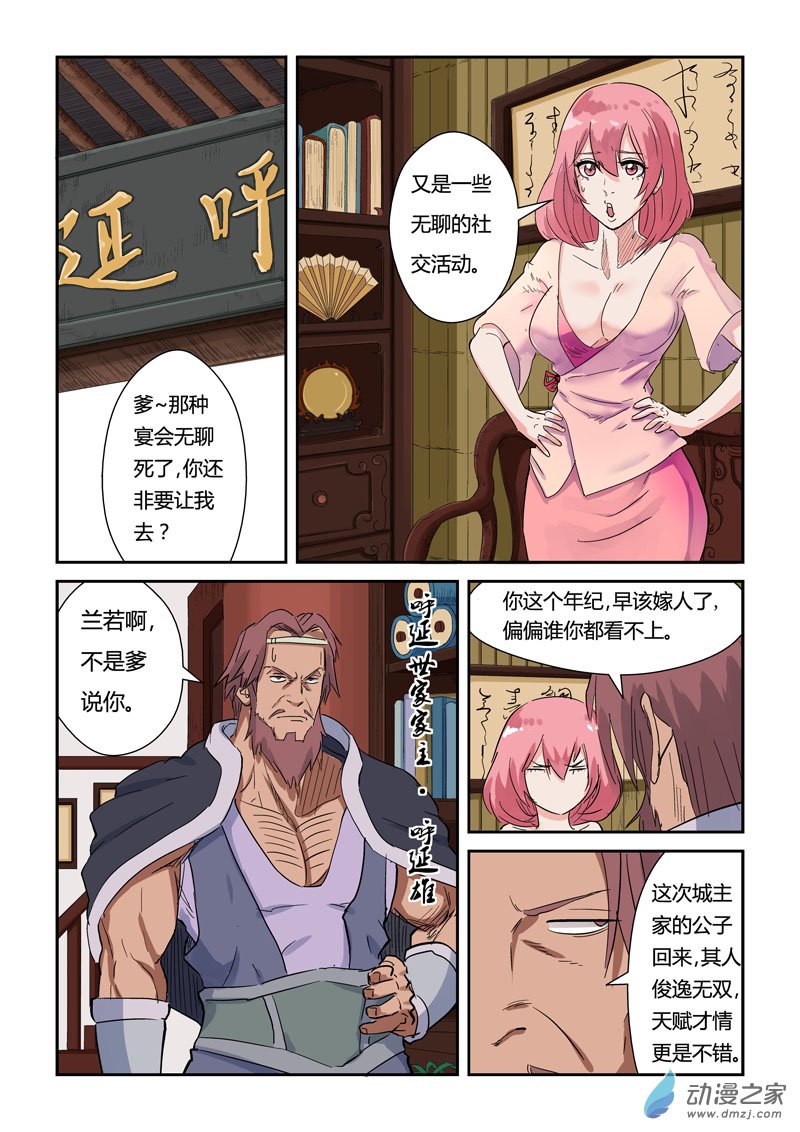 呼延
爹~那种
宴会无聊
死了,你还
非要让我
去？
又是一些
无聊的社
交活动。
兰若啊，
不是爹
说你。
呼延世家家主·呼延雄
你这个年纪，早该嫁人了，
偏偏谁你都看不上。
这次城主
家的公子
回来，其人
俊逸无双，
天赋才情
更是不错。
动漫之家
www.dmzj.com